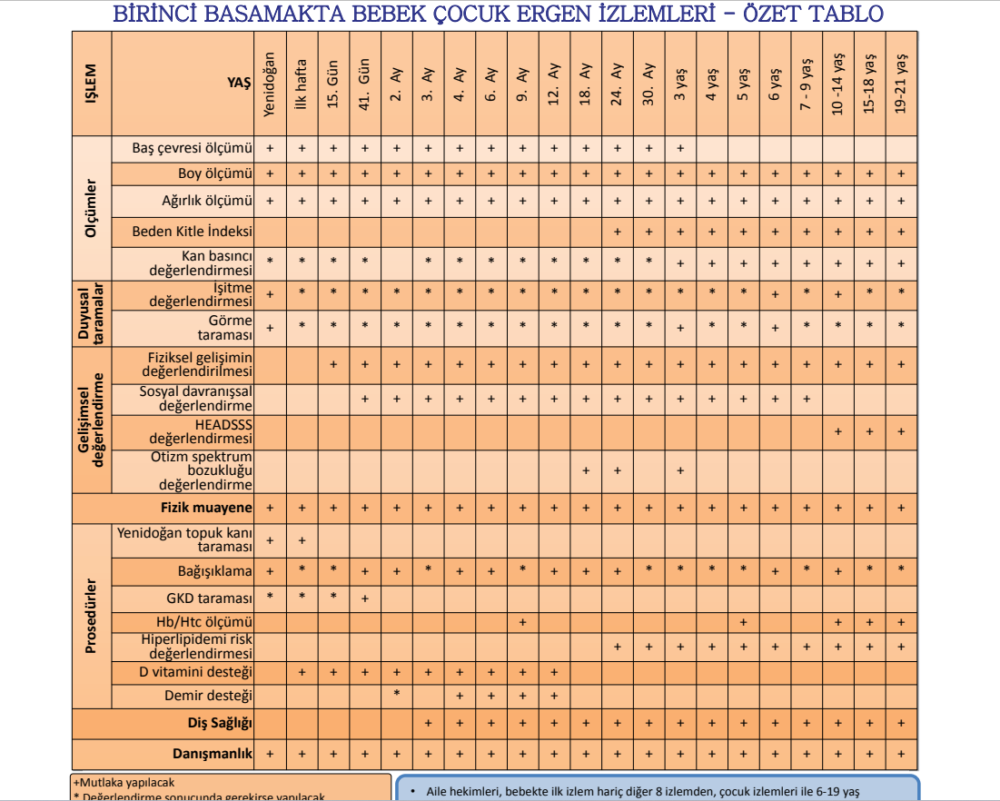 BİRİNCİ BASAMAKTA BEBEK ÇOCUK ERGEN İZLEMLERİ – ÖZET TABLO
IŞLEM
YAŞ
Yenidoğan
İlk hafta
15. Gün
41. Gün
2. Ay
3. Ay
4. Ay
6. Ay
9. Ay
12. Ay
18. Ay
24. Ay
30. Ay
3 yaş
4 yaş
5 yaş
6 yaş
7 - 9 yaş
10 -14 yaş
15-18 yaş
19-21 yaş
Olçümler
Baş çevresi ölçümü + + + + + + + + + + + + + +
Boy ölçümü + + + + + + + + + + + + + + + + + + + + +
Ağırlık ölçümü + + + + + + + + + + + + + + + + + + + + +
Beden Kitle İndeksi + + + + + + + + + +
Kan basıncı
değerlendirmesi * * * * * * * * * * * * + + + + + + + +
Duyusal
taramalar
İşitme
değerlendirmesi + * * * * * * * * * * * * * * * + * + * *
Görme
taraması + * * * * * * * * * * * * + * * + * * * *
Gelişimsel
değerlendirme
Fiziksel gelişimin
değerlendirilmesi + + + + + + + + + + + + + + + + + + +
Sosyal davranışsal
değerlendirme + + + + + + + + + + + + + + +
HEADSSS
değerlendirmesi + + +
Otizm spektrum
bozukluğu
değerlendirme + + +
Fizik muayene + + + + + + + + + + + + + + + + + + + + +
Prosedürler
Yenidoğan topuk kanı
taraması + +
Bağışıklama + * * + + * + + * + + + * * * * + * + * *
GKD taraması * * * +
Hb/Htc ölçümü + + + + +
Hiperlipidemi risk
değerlendirmesi + + + + + + + + + +
D vitamini desteği + + + + + + + + +
Demir desteği * + + + +
Diş Sağlığı + + + + + + + + + + + + + + + +
Danışmanlık + + + + + + + + + + + + + + + + + + + + +
+Mutlaka yapılacak
* Değerlendirme sonucunda gerekirse yapılacak
• Aile hekimleri, bebekte ilk izlem hariç diğer 8 izlemden, çocuk izlemleri ile 6-19 yaş